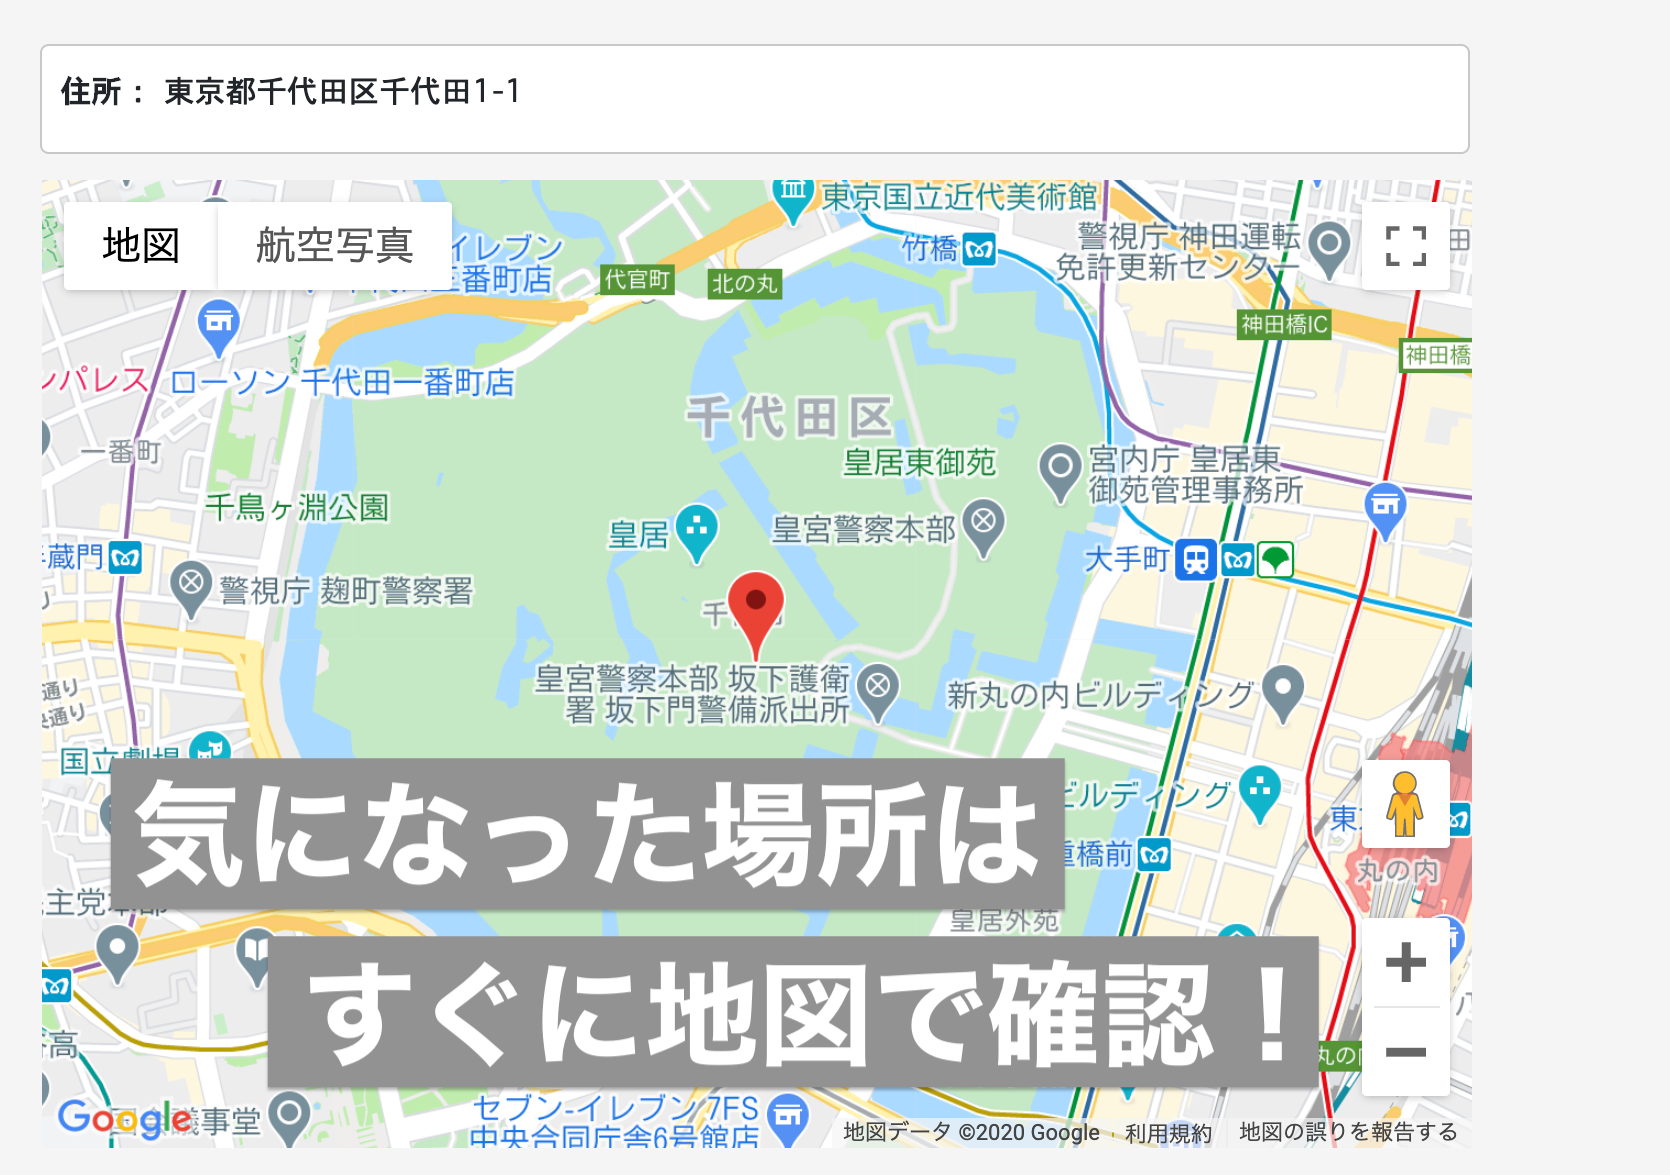 住所： 東京都千代田区千代田1-1
地図
航空写真
東京国立近代美術館
イレブン
二番町店
代官町
北の丸
竹橋
警視庁 神田運転
免許更新センター
田
神田橋IC
神田橋
ンパレス
ローソン 千代田一番町店
千代田区
一番町
皇居東御苑
宮内庁 皇居東
御苑管理事務所
千鳥ヶ淵公園
皇居
皇宮警察本部
蔵門
大手町
警視庁 麹町警察署
千
皇宮警察本部 坂下護衛
署 坂下門警備派出所
新丸の内ビルディング
通り
通り
国立劇場
ビルディング
気になった場所は
東
重橋前
丸の内
主党本部
皇居外苑
すぐに地図で確認！
高
丸の
Google
議事堂
セブン-イレブン 7FS
中央合同庁舎6号館店
地図データ ©2020 Google
利用規約
地図の誤りを報告する